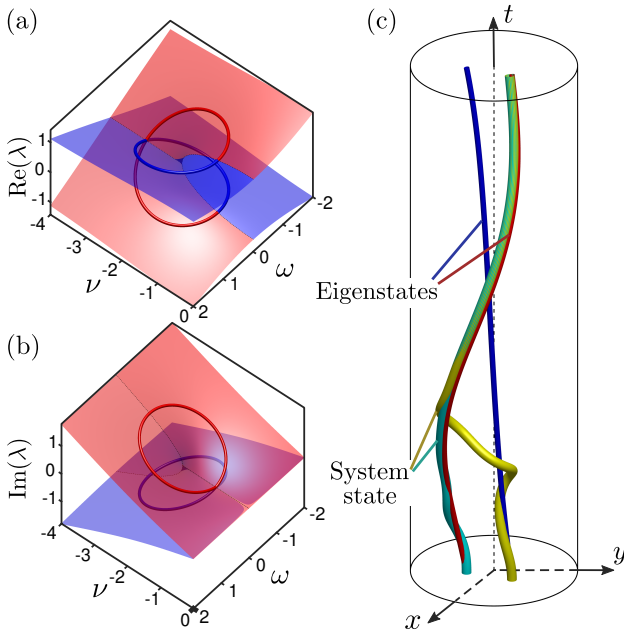 (a)
Re(λ)
1
0
-1
-4
-3
-2
-1
0
ν
2
1
0
-1
-2
ω
(b)
Im(λ)
1
0
-1
-4
-3
-2
-1
0
ν
2
1
0
-1
-2
ω
(c)
t
Eigenstates
System
state
x
y